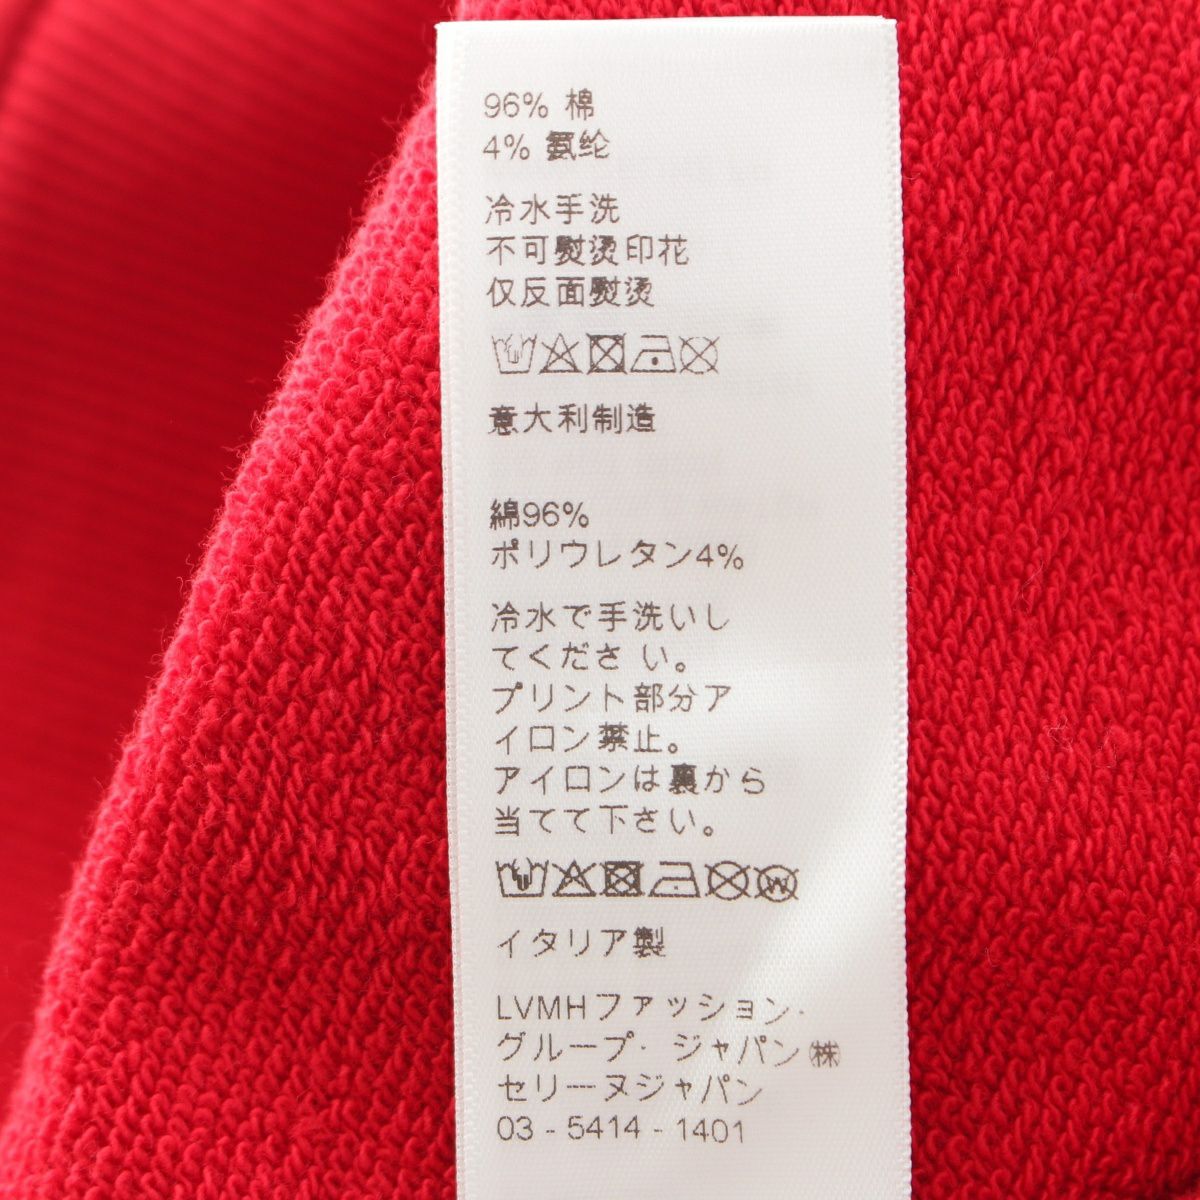 96% 棉
4% 氨纶
冷水手洗
不可熨烫印花
仅反面熨烫
意大利制造
綿96%
ポリウレタン4%
冷水で手洗いし
てくださ い。
プリント部分ア
イロン禁止。
アイロンは裏から
当てて下さい。
W
イタリア製
LVMHファッション・
グループ・ ジャパン㈱
セリーヌジャパン
03 - 5414 - 1401